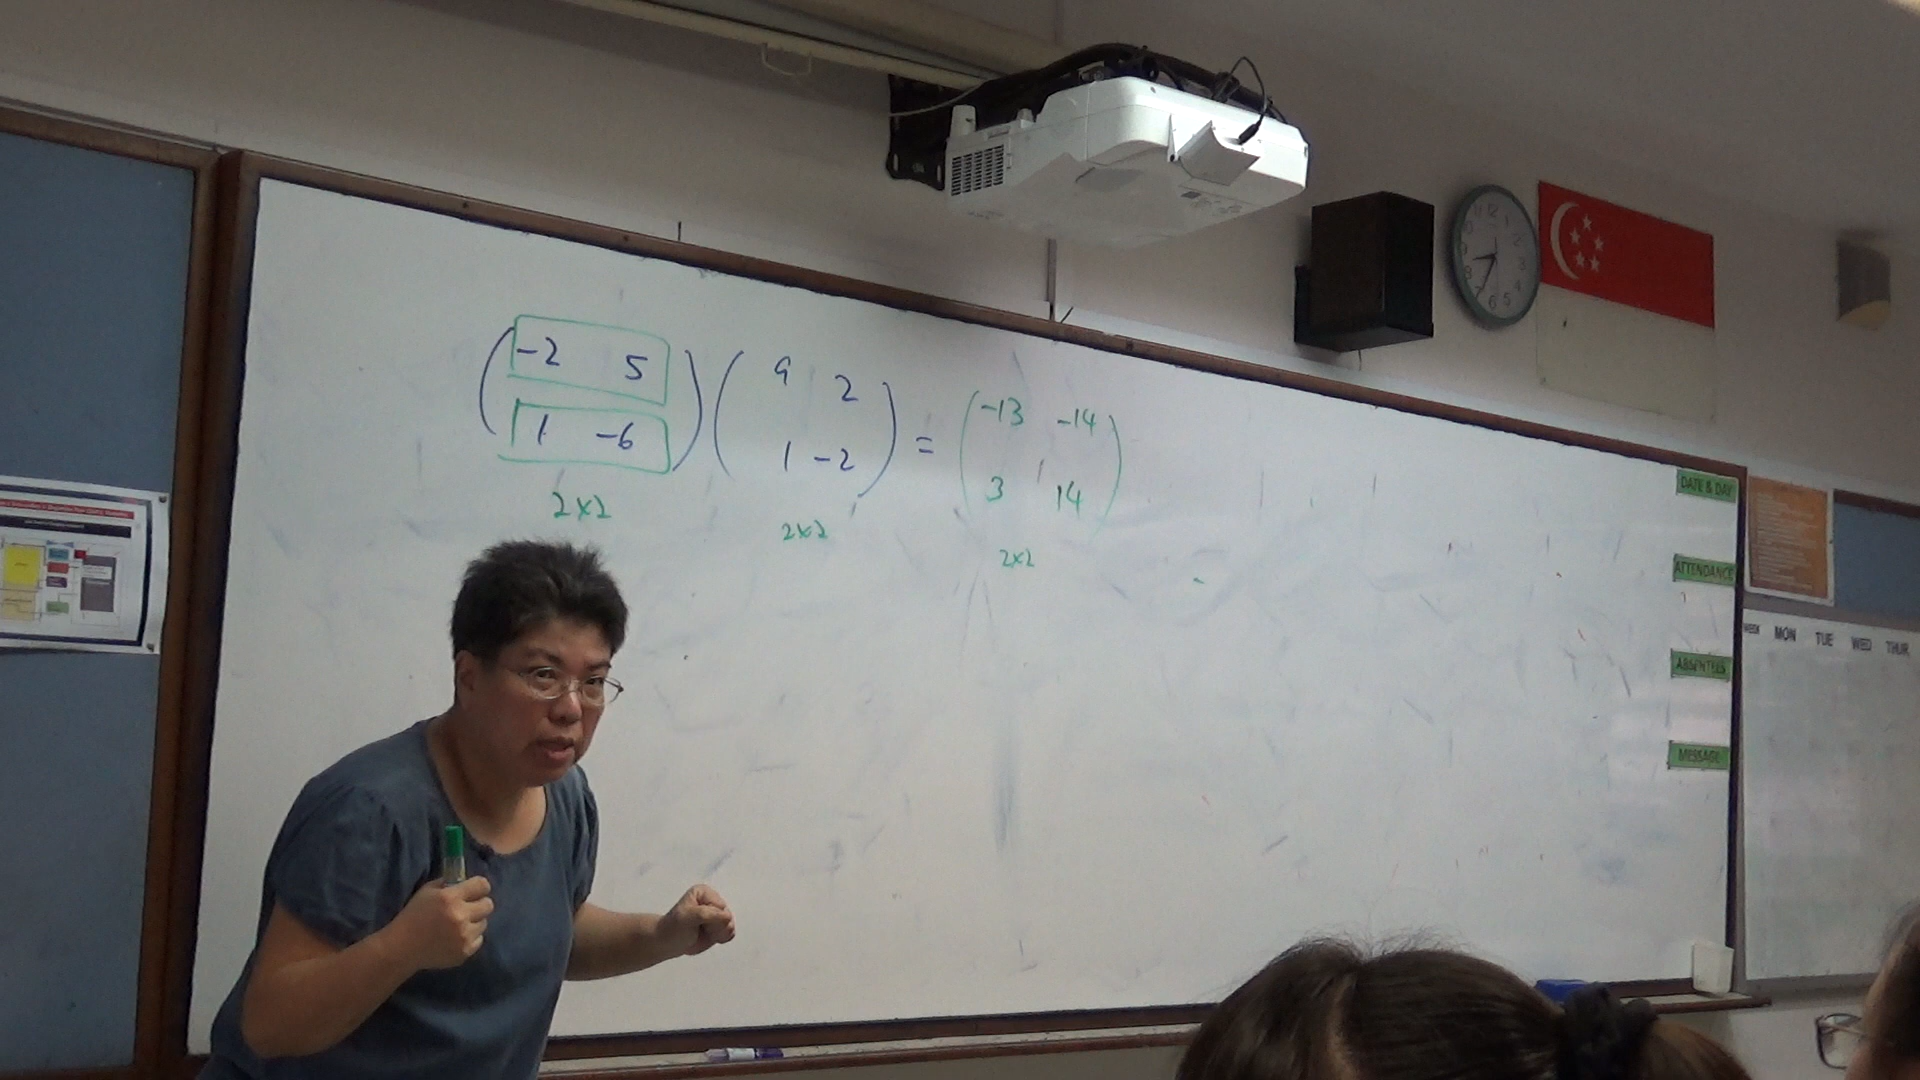 (-2 5) (9 2) = (-13 -14)
(1 -6) (1 -2) (3 14)
2x2 2x2 2x2
DATE & DAY
ATTENDANCE
ABSENTEES
MESSAGE
WEEK MON TUE WED THUR